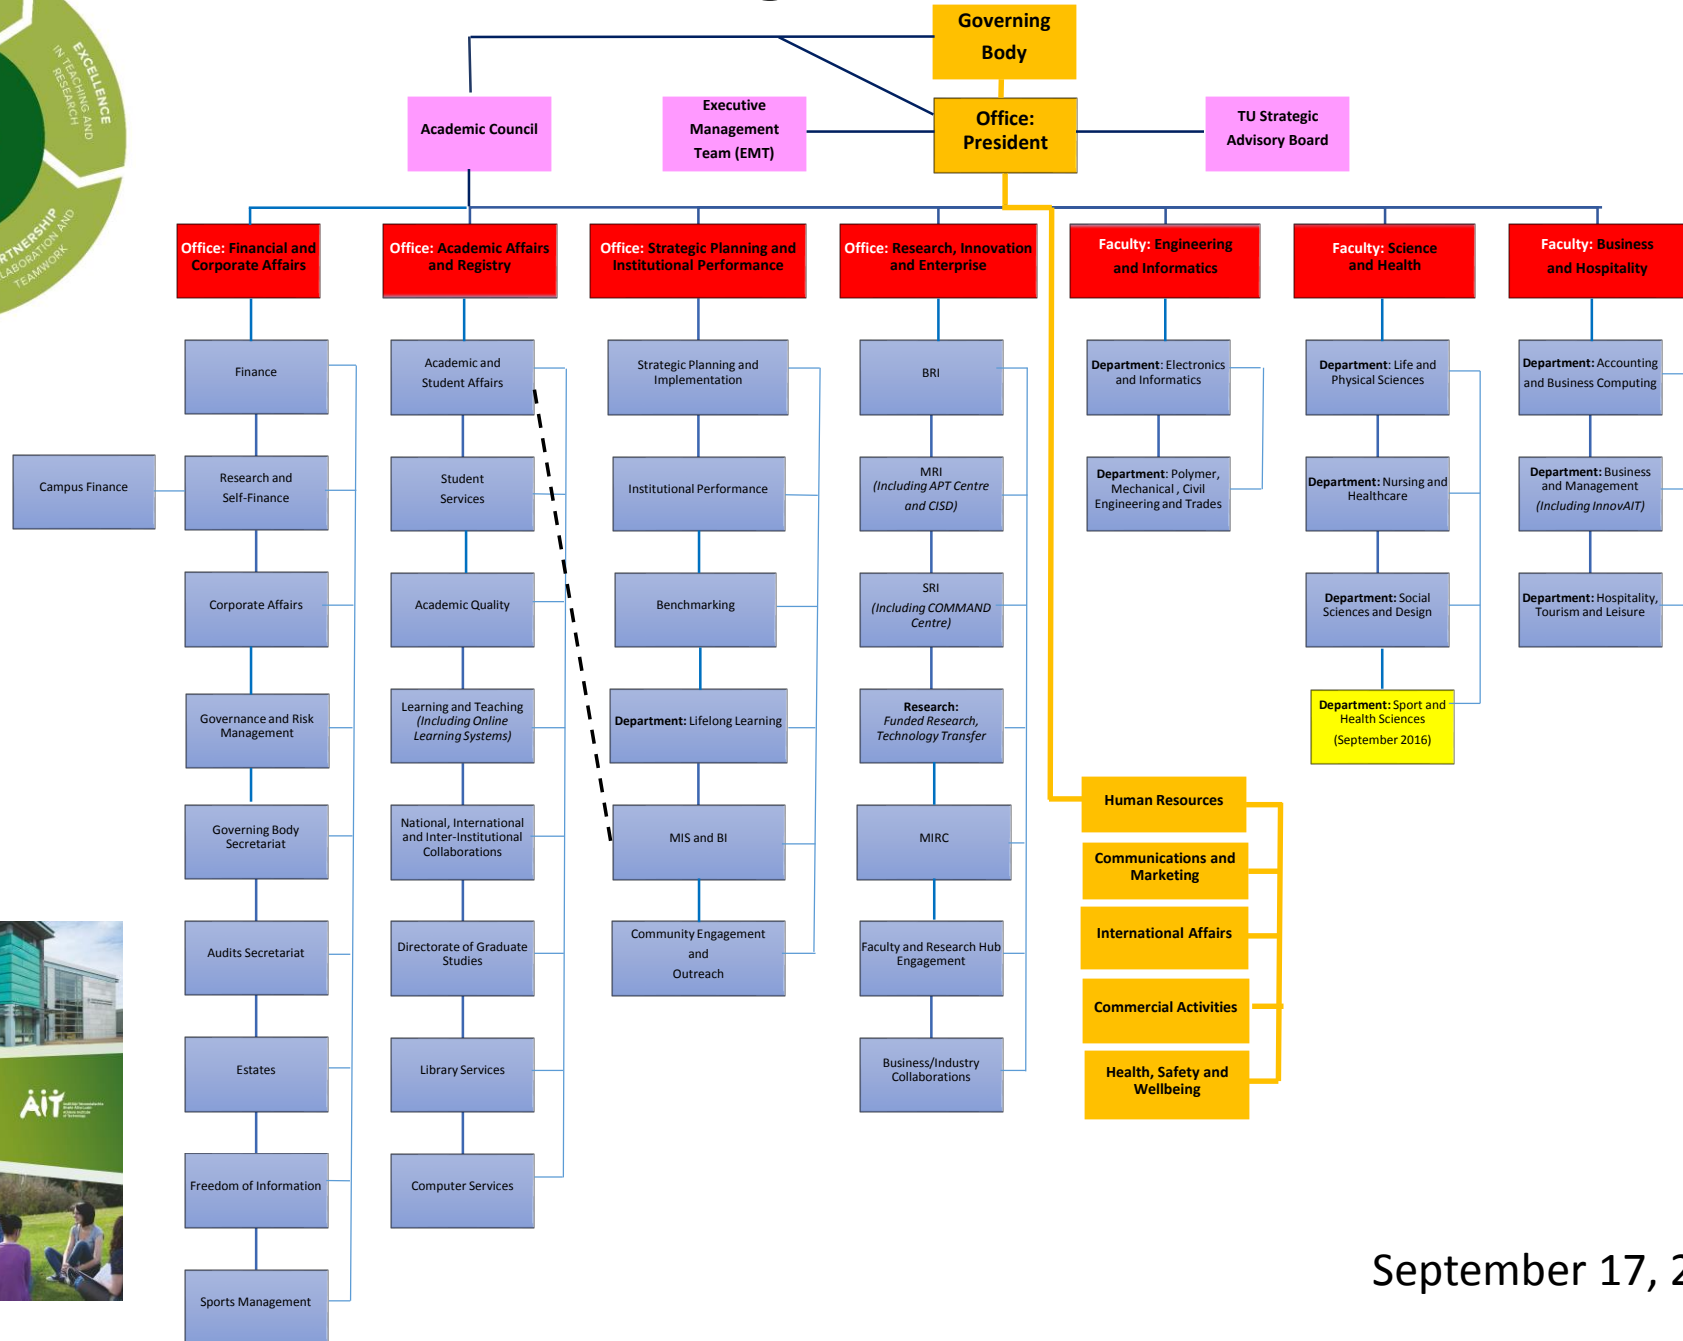 EXCELLENCE
IN TEACHING AND
RESEARCH
TEAMWORK
Governing
Body
Academic Council
Executive
Management
Team (EMT)
Office:
President
TU Strategic
Advisory Board
Office: Financial and
Corporate Affairs
Office: Academic Affairs
and Registry
Office: Strategic Planning and
Institutional Performance
Office: Research, Innovation
and Enterprise
Faculty: Engineering
and Informatics
Faculty: Science
and Health
Faculty: Business
and Hospitality
Finance
Campus Finance
Research and
Self-Finance
Corporate Affairs
Governance and Risk
Management
Governing Body
Secretariat
Audits Secretariat
Estates
Freedom of Information
Sports Management
Academic and
Student Affairs
Student
Services
Academic Quality
Learning and Teaching
(Including Online
Learning Systems)
National, International
and Inter-Institutional
Collaborations
Directorate of Graduate
Studies
Library Services
Computer Services
Strategic Planning and
Implementation
Institutional Performance
Benchmarking
Department: Lifelong Learning
MIS and BI
Community Engagement
and
Outreach
BRI
MRI
(Including APT Centre
and CISD)
SRI
(Including COMMAND
Centre)
Research:
Funded Research,
Technology Transfer
MIRC
Faculty and Research Hub
Engagement
Business/Industry
Collaborations
Department: Electronics
and Informatics
Department: Polymer,
Mechanical , Civil
Engineering and Trades
Department: Life and
Physical Sciences
Department: Nursing and
Healthcare
Department: Social
Sciences and Design
Department: Sport and
Health Sciences
(September 2016)
Department: Accounting
and Business Computing
Department: Business
and Management
(Including InnovAIT)
Department: Hospitality,
Tourism and Leisure
Human Resources
Communications and
Marketing
International Affairs
Commercial Activities
Health, Safety and
Wellbeing
AIT
September 17, 2